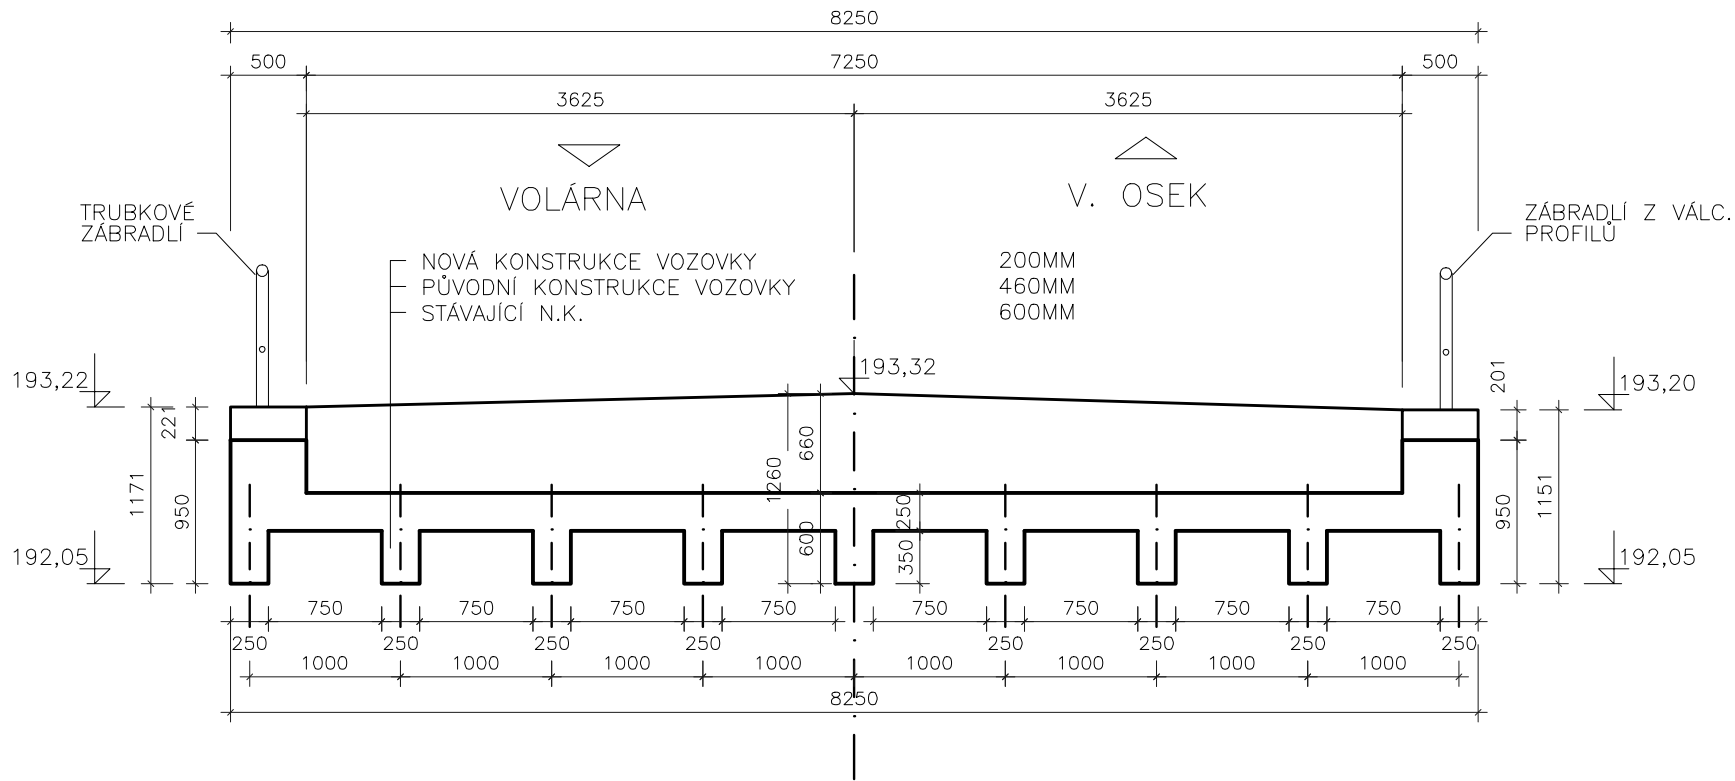 8250
500 7250 500
3625 3625
VOLÁRNA V. OSEK
TRUBKOVÉ
ZÁBRADLÍ
ZÁBRADLÍ Z VÁLC.
PROFILŮ
NOVÁ KONSTRUKCE VOZOVKY 200MM
PŮVODNÍ KONSTRUKCE VOZOVKY 460MM
STÁVAJÍCÍ N.K. 600MM
193,22
193,32
193,20
221
201
1171
950
1260
660
600
250
350
950
1151
192,05
192,05
750 750 750 750 750 750 750 750
250 250 250 250 250 250 250 250
1000 1000 1000 1000 1000 1000 1000 1000
8250